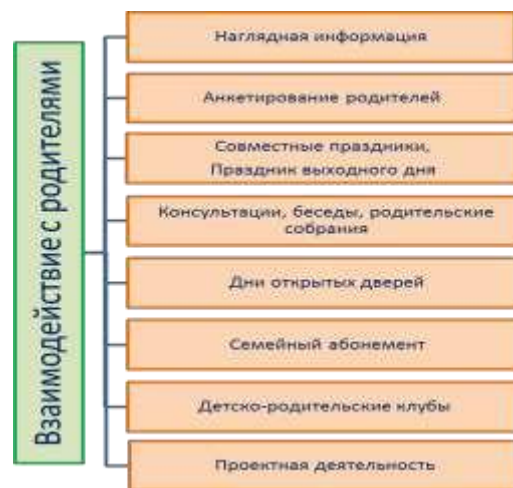 Взаимодействие с родителями
Наглядная информация
Анкетирование родителей
Совместные праздники,
Праздник выходного дня
Консультации, беседы, родительские
собрания
Дни открытых дверей
Семейный абонемент
Детско-родительские клубы
Проектная деятельность